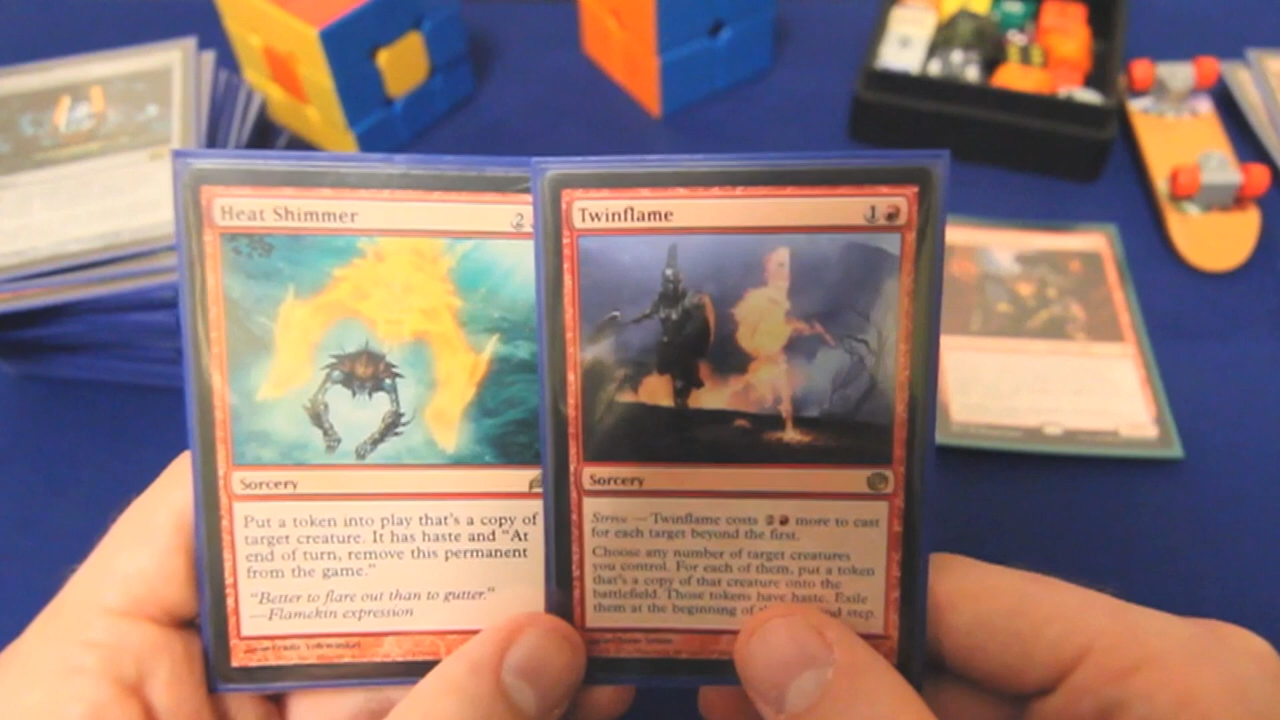 Heat Shimmer
2
Sorcery
Put a token into play that's a copy of
target creature. It has haste and "At
end of turn, remove this permanent
from the game."
"Better to flare out than to gutter."
—Flamekin expression
Twinflame
1
Sorcery
Strive — Twinflame costs 2 more to cast
for each target beyond the first.
Choose any number of target creatures
you control. For each of them, put a token
that's a copy of that creature onto the
battlefield. Those tokens have haste. Exile
them at the beginning of step.